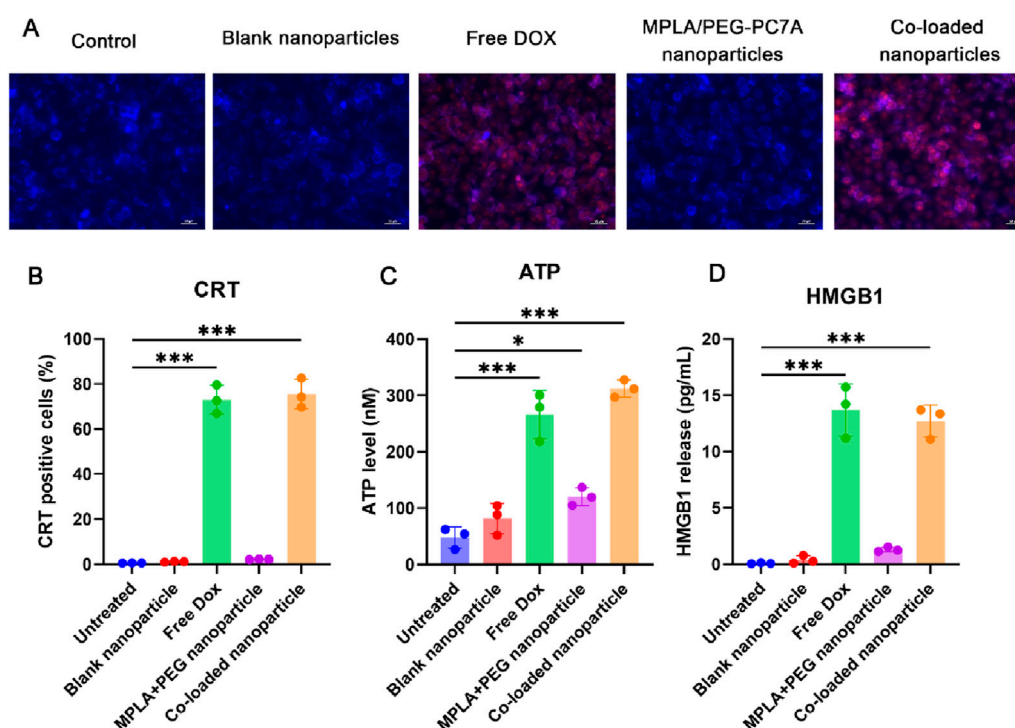 A
Control
Blank nanoparticles
Free DOX
MPLA/PEG-PC7A
nanoparticles
Co-loaded
nanoparticles
B
CRT
CRT positive cells (%)
100
80
60
40
20
0
***
***
Untreated
Blank nanoparticle
Free Dox
MPLA+PEG nanoparticle
Co-loaded nanoparticle
C
ATP
ATP level (nM)
400
300
200
100
0
***
*
***
Untreated
Blank nanoparticle
Free Dox
MPLA+PEG nanoparticle
Co-loaded nanoparticle
D
HMGB1
HMGB1 release (pg/mL)
20
15
10
5
0
***
***
Untreated
Blank nanoparticle
Free Dox
MPLA+PEG nanoparticle
Co-loaded nanoparticle